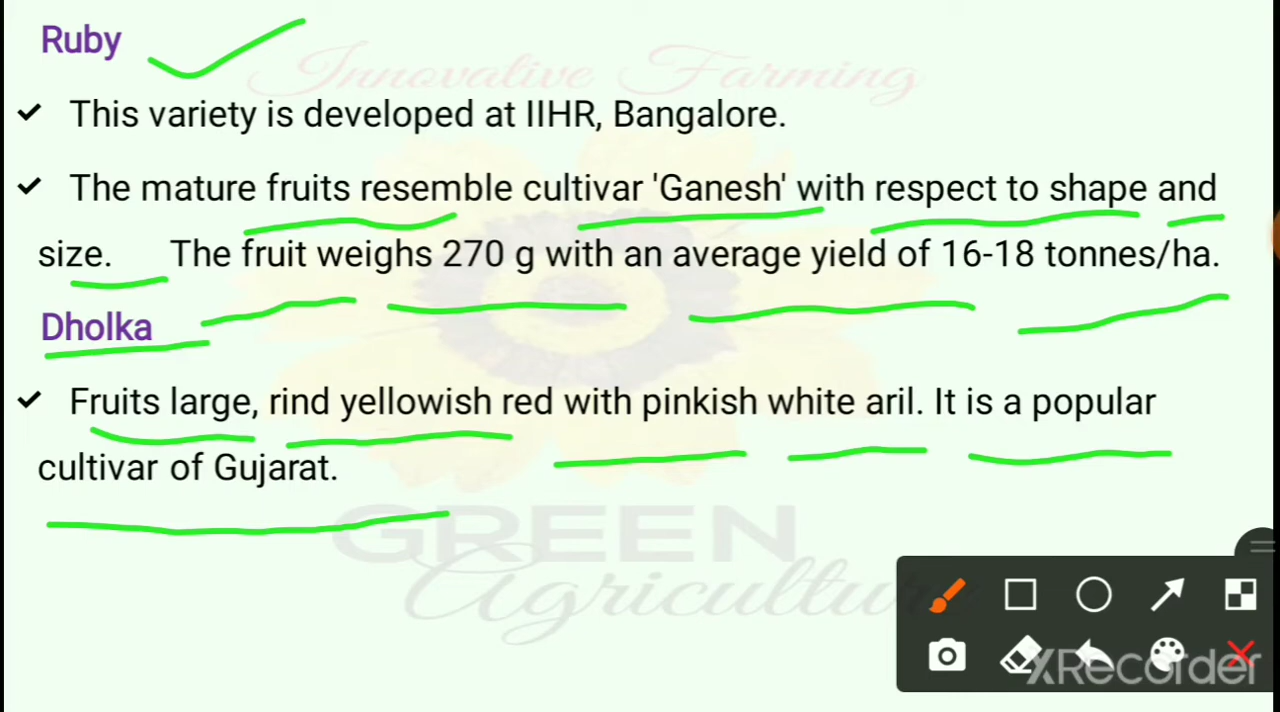 Ruby
Innovative Farming
✓ This variety is developed at IIHR, Bangalore.
✓ The mature fruits resemble cultivar 'Ganesh' with respect to shape and
size. The fruit weighs 270 g with an average yield of 16-18 tonnes/ha.
Dholka
✓ Fruits large, rind yellowish red with pinkish white aril. It is a popular
cultivar of Gujarat.
GREEN
Agriculture
XRecorder